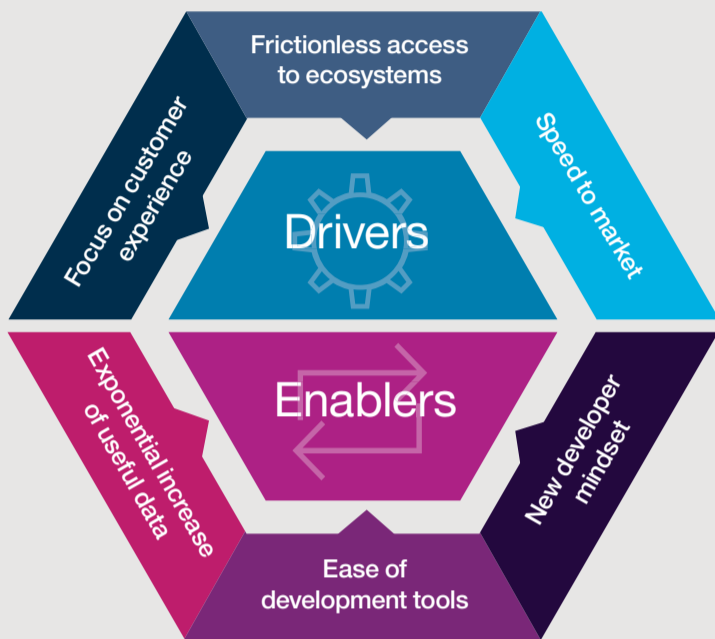 Frictionless access
to ecosystems
Focus on customer
experience
Speed to market
Drivers
Enablers
Exponential increase
of useful data
New developer
mindset
Ease of
development tools